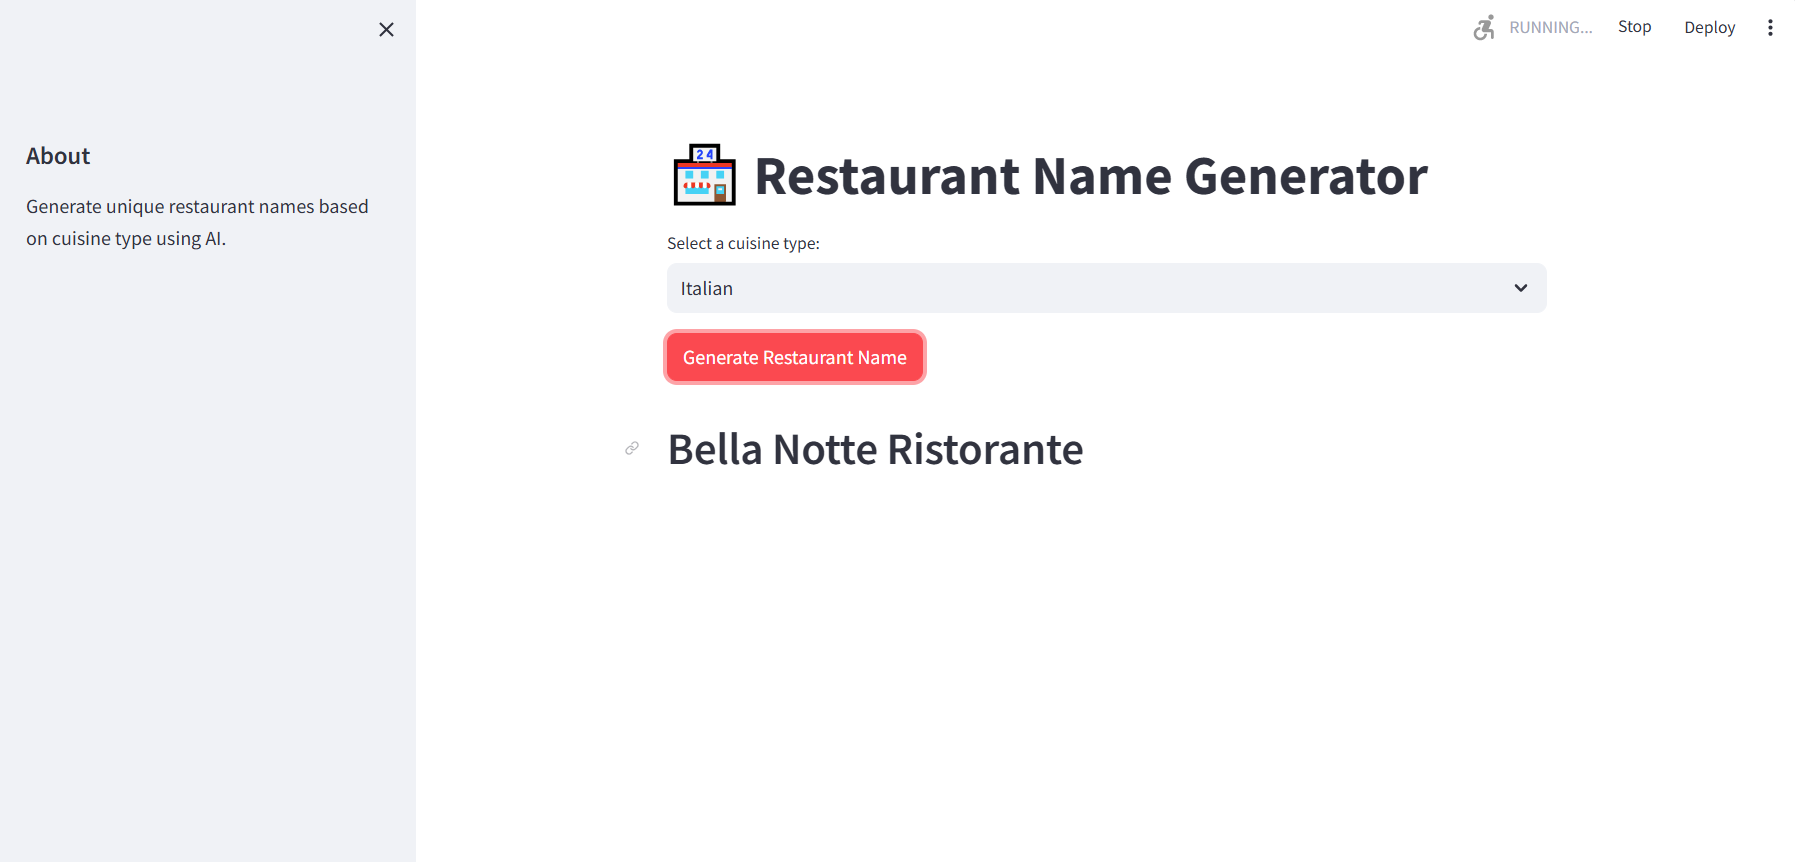 RUNNING...
Stop
Deploy
About
Generate unique restaurant names based
on cuisine type using AI.
24
Restaurant Name Generator
Select a cuisine type:
Italian
Generate Restaurant Name
Bella Notte Ristorante